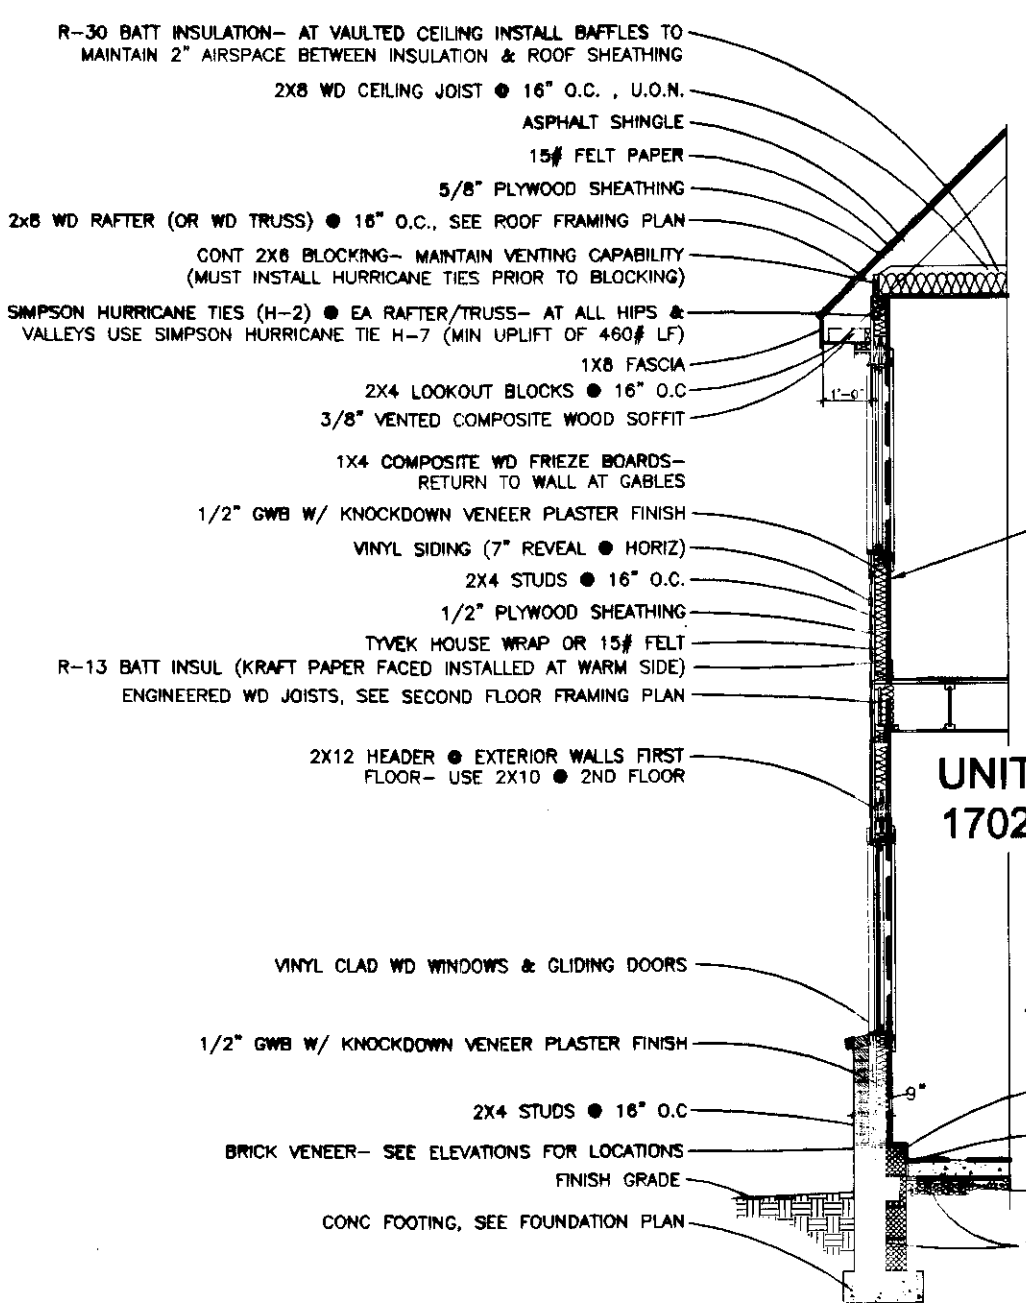 R-30 BATT INSULATION- AT VAULTED CEILING INSTALL BAFFLES TO
MAINTAIN 2" AIRSPACE BETWEEN INSULATION & ROOF SHEATHING
2X8 WD CEILING JOIST @ 16" O.C. , U.O.N.
ASPHALT SHINGLE
15# FELT PAPER
5/8" PLYWOOD SHEATHING
2x8 WD RAFTER (OR WD TRUSS) @ 16" O.C., SEE ROOF FRAMING PLAN
CONT 2X6 BLOCKING- MAINTAIN VENTING CAPABILITY
(MUST INSTALL HURRICANE TIES PRIOR TO BLOCKING)
SIMPSON HURRICANE TIES (H-2) @ EA RAFTER/TRUSS- AT ALL HIPS &
VALLEYS USE SIMPSON HURRICANE TIE H-7 (MIN UPLIFT OF 460# LF)
1X8 FASCIA
2X4 LOOKOUT BLOCKS @ 16" O.C
1'-0"
3/8" VENTED COMPOSITE WOOD SOFFIT
1X4 COMPOSITE WD FRIEZE BOARDS-
RETURN TO WALL AT GABLES
1/2" GWB W/ KNOCKDOWN VENEER PLASTER FINISH
VINYL SIDING (7" REVEAL @ HORIZ)
2X4 STUDS @ 16" O.C.
1/2" PLYWOOD SHEATHING
TYVEK HOUSE WRAP OR 15# FELT
R-13 BATT INSUL (KRAFT PAPER FACED INSTALLED AT WARM SIDE)
ENGINEERED WD JOISTS, SEE SECOND FLOOR FRAMING PLAN
2X12 HEADER @ EXTERIOR WALLS FIRST
FLOOR- USE 2X10 @ 2ND FLOOR
UNIT
1702
VINYL CLAD WD WINDOWS & GLIDING DOORS
1/2" GWB W/ KNOCKDOWN VENEER PLASTER FINISH
9"
2X4 STUDS @ 16" O.C
BRICK VENEER- SEE ELEVATIONS FOR LOCATIONS
FINISH GRADE
CONC FOOTING, SEE FOUNDATION PLAN